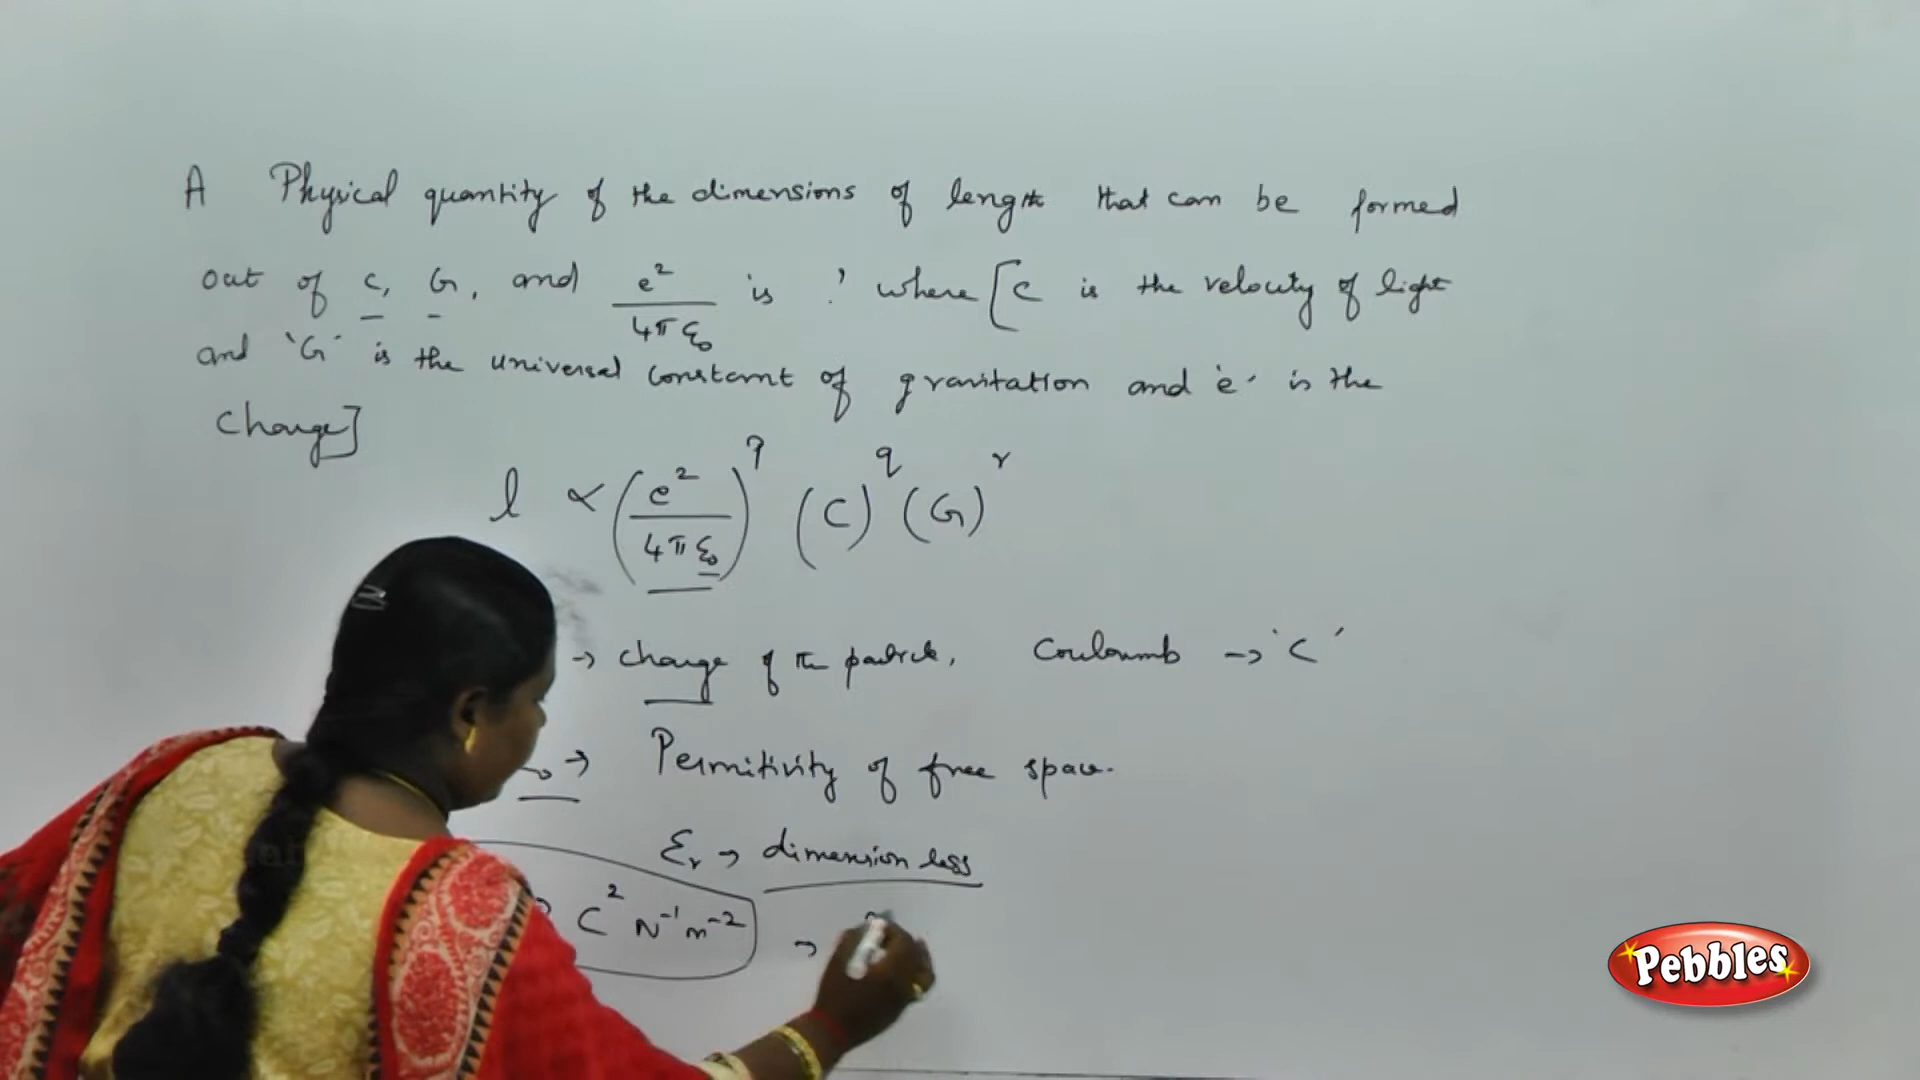 A Physical quantity of the dimensions of length that can be formed
out of C, G, and e²/4πε₀ is ? where [C is the velocity of light
and 'G' is the universal constant of gravitation and 'e' is the
Charge]
l ∝ (e²/4πε₀)^p (C)^q (G)^r
→ charge of the particle, Coulomb → 'C'
→ Permitivity of free space.
εr → dimension less
C² N⁻¹ m⁻² →
Pebbles